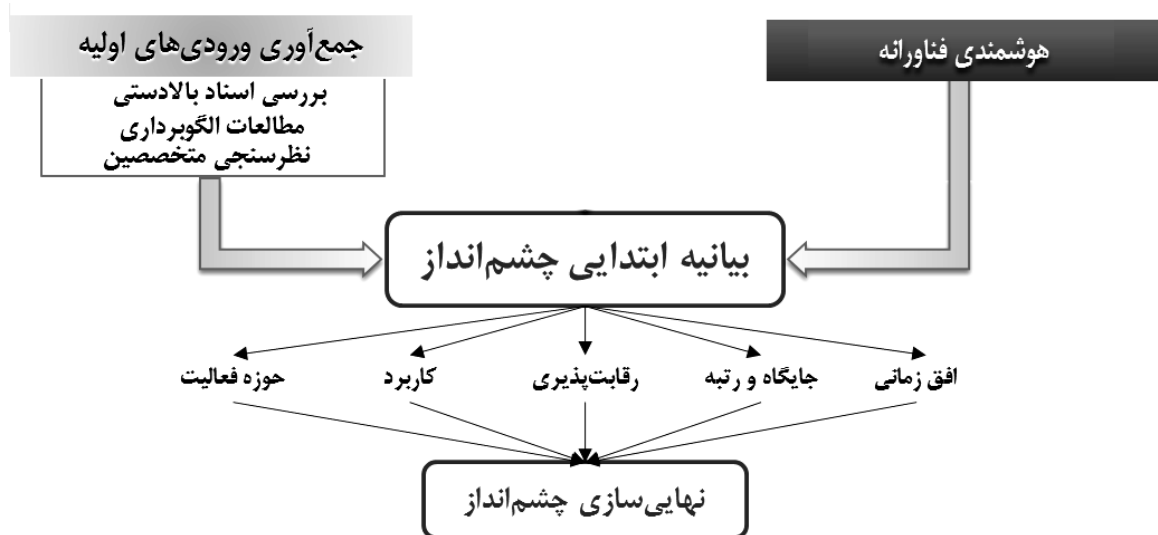 هوشمندی فناورانه
جمع‌آوری ورودی‌های اولیه
بررسی اسناد بالادستی
مطالعات الگوبرداری
نظرسنجی متخصصین
بیانیه ابتدایی چشم‌انداز
افق زمانی
جایگاه و رتبه
رقابت‌پذیری
کاربرد
حوزه فعالیت
نهایی‌سازی چشم‌انداز